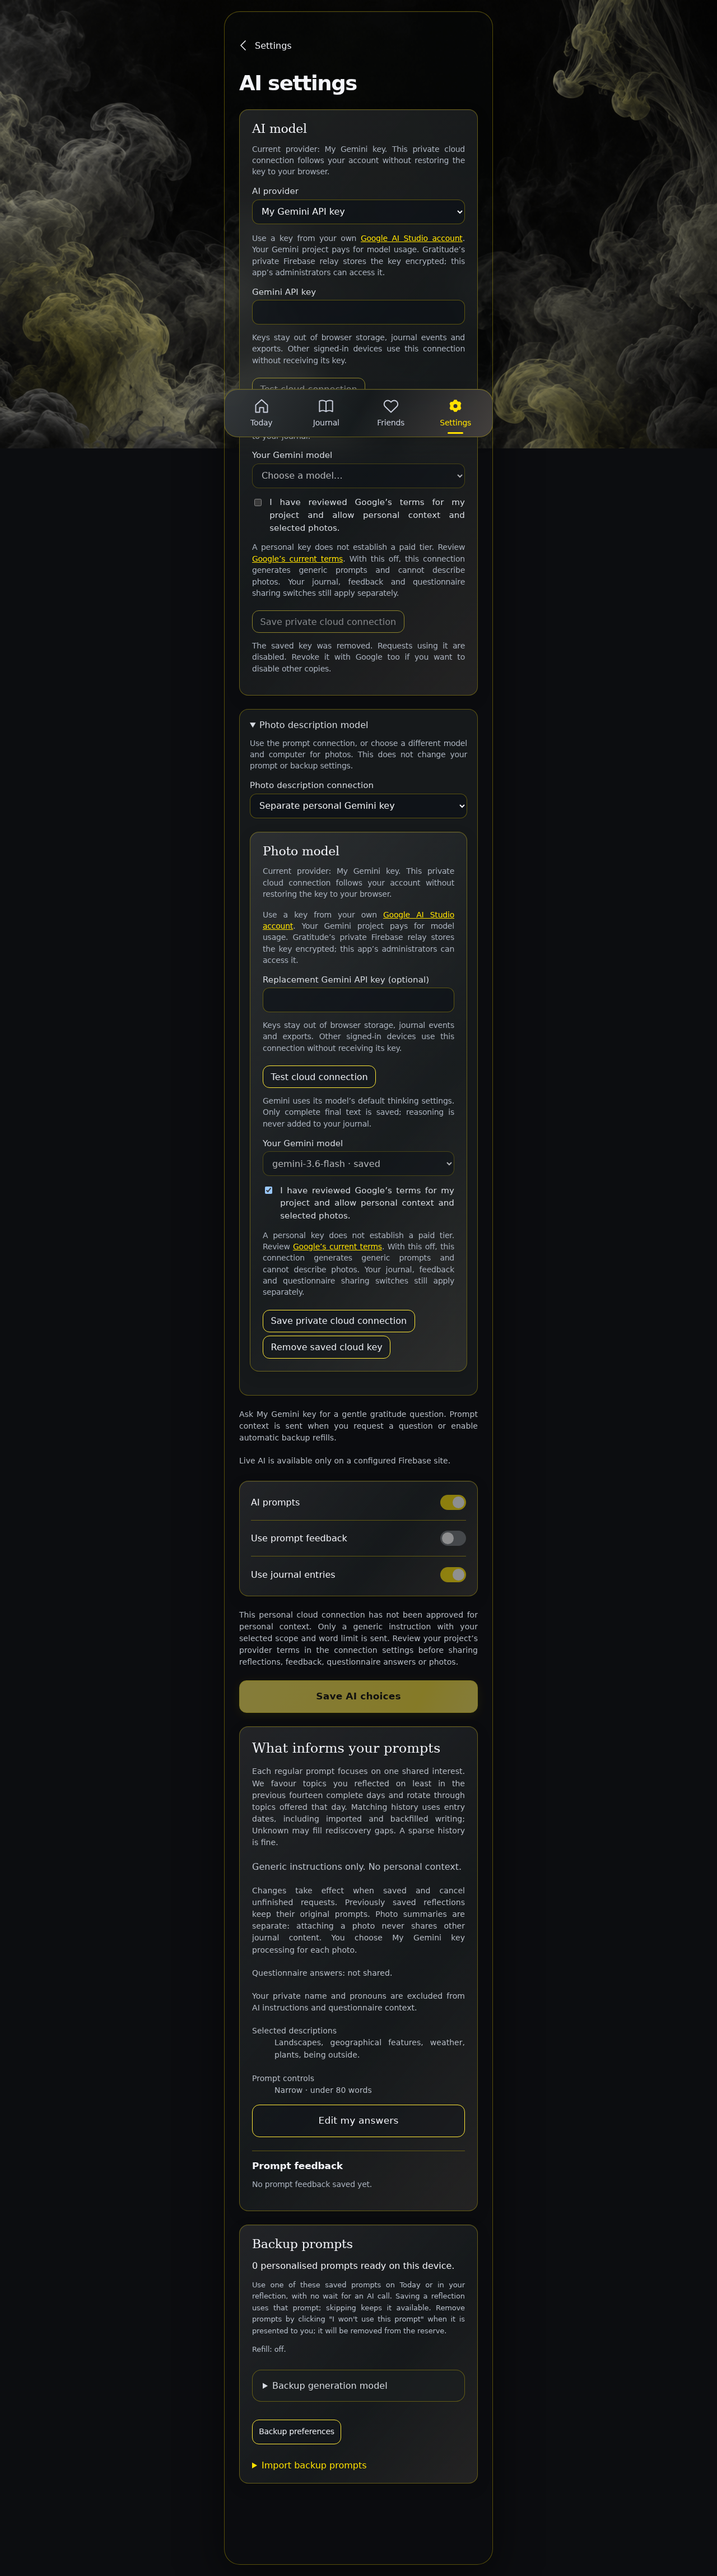 Settings
AI settings
AI model
Current provider: My Gemini key. This private cloud
connection follows your account without restoring the
key to your browser.
AI provider
My Gemini API key
Use a key from your own Google AI Studio account.
Your Gemini project pays for model usage. Gratitude’s
private Firebase relay stores the key encrypted; this
app’s administrators can access it.
Gemini API key
Keys stay out of browser storage, journal events and
exports. Other signed-in devices use this connection
without receiving its key.
Test cloud connection
Today
Journal
Friends
Settings
to your journal.
Your Gemini model
Choose a model...
I have reviewed Google’s terms for my
project and allow personal context and
selected photos.
A personal key does not establish a paid tier. Review
Google’s current terms. With this off, this connection
generates generic prompts and cannot describe
photos. Your journal, feedback and questionnaire
sharing switches still apply separately.
Save private cloud connection
The saved key was removed. Requests using it are
disabled. Revoke it with Google too if you want to
disable other copies.
Photo description model
Use the prompt connection, or choose a different model
and computer for photos. This does not change your
prompt or backup settings.
Photo description connection
Separate personal Gemini key
Photo model
Current provider: My Gemini key. This private
cloud connection follows your account without
restoring the key to your browser.
Use a key from your own Google AI Studio
account. Your Gemini project pays for model
usage. Gratitude’s private Firebase relay stores
the key encrypted; this app’s administrators can
access it.
Replacement Gemini API key (optional)
Keys stay out of browser storage, journal events
and exports. Other signed-in devices use this
connection without receiving its key.
Test cloud connection
Gemini uses its model’s default thinking settings.
Only complete final text is saved; reasoning is
never added to your journal.
Your Gemini model
gemini-3.6-flash · saved
I have reviewed Google’s terms for my
project and allow personal context and
selected photos.
A personal key does not establish a paid tier.
Review Google’s current terms. With this off, this
connection generates generic prompts and
cannot describe photos. Your journal, feedback
and questionnaire sharing switches still apply
separately.
Save private cloud connection
Remove saved cloud key
Ask My Gemini key for a gentle gratitude question. Prompt
context is sent when you request a question or enable
automatic backup refills.
Live AI is available only on a configured Firebase site.
AI prompts
Use prompt feedback
Use journal entries
This personal cloud connection has not been approved for
personal context. Only a generic instruction with your
selected scope and word limit is sent. Review your project’s
provider terms in the connection settings before sharing
reflections, feedback, questionnaire answers or photos.
Save AI choices
What informs your prompts
Each regular prompt focuses on one shared interest.
We favour topics you reflected on least in the
previous fourteen complete days and rotate through
topics offered that day. Matching history uses entry
dates, including imported and backfilled writing;
Unknown may fill rediscovery gaps. A sparse history
is fine.
Generic instructions only. No personal context.
Changes take effect when saved and cancel
unfinished requests. Previously saved reflections
keep their original prompts. Photo summaries are
separate: attaching a photo never shares other
journal content. You choose My Gemini key
processing for each photo.
Questionnaire answers: not shared.
Your private name and pronouns are excluded from
AI instructions and questionnaire context.
Selected descriptions
Landscapes, geographical features, weather,
plants, being outside.
Prompt controls
Narrow · under 80 words
Edit my answers
Prompt feedback
No prompt feedback saved yet.
Backup prompts
0 personalised prompts ready on this device.
Use one of these saved prompts on Today or in your
reflection, with no wait for an AI call. Saving a reflection
uses that prompt; skipping keeps it available. Remove
prompts by clicking "I won't use this prompt" when it is
presented to you; it will be removed from the reserve.
Refill: off.
Backup generation model
Backup preferences
Import backup prompts